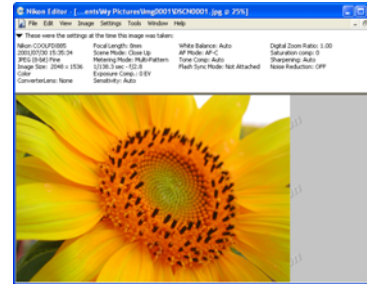 Nikon Editor - [...ents\My Pictures\Img0001\DSCN0001.jpg @ 25%]
File Edit View Image Settings Tools Window Help
These were the settings at the time this image was taken:
Nikon COOLPIX885 Focal Length: 8mm White Balance: Auto Digital Zoom Ratio: 1.00
2001/07/30 15:35:34 Scene Mode: Close Up AF Mode: AF-C Saturation comp: 0
JPEG (8-bit) Fine Metering Mode: Multi-Pattern Tone Comp: Auto Sharpening: Auto
Image Size: 2048 x 1536 1/138.3 sec - f/2.8 Flash Sync Mode: Not Attached Noise Reduction: OFF
Color Exposure Comp.: 0 EV
ConverterLens: None Sensitivity: Auto